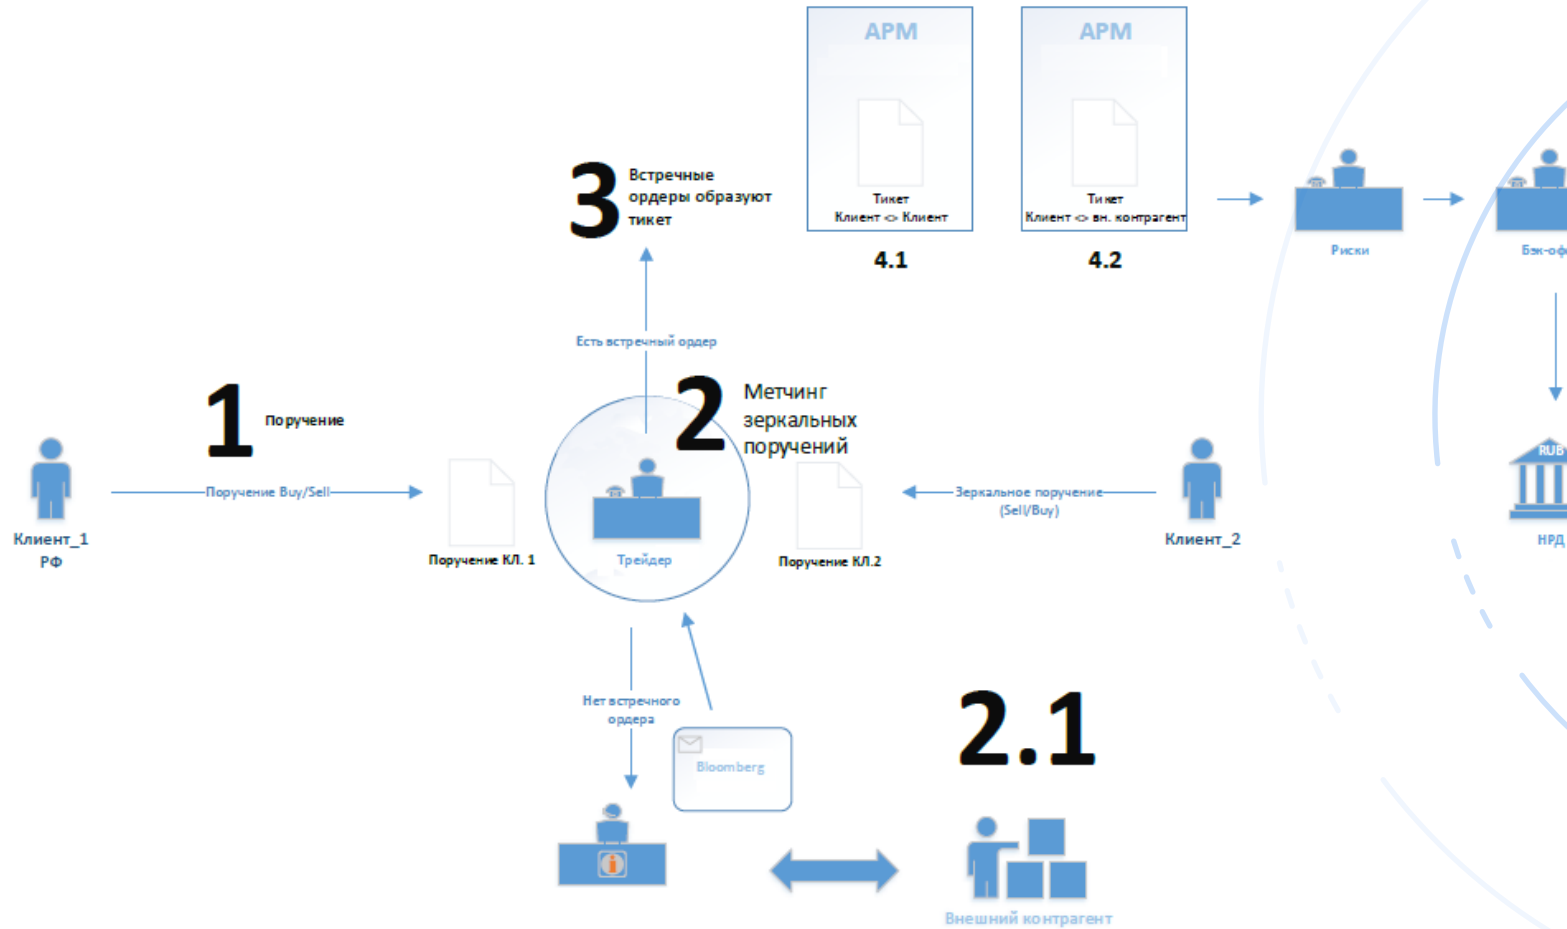 АРМ
АРМ
3
Встречные
ордеры образуют
тикет
Тикет
Клиент <> Клиент
Тикет
Клиент <> вн. контрагент
4.1
4.2
Риски
Бэк-оф
Есть встречный ордер
1
Поручение
2
Метчинг
зеркальных
поручений
RUB
Поручение Buy/Sell
Зеркальное поручение
(Sell/Buy)
Клиент_1
РФ
Поручение КЛ. 1
Трейдер
Поручение КЛ.2
Клиент_2
НРД
Нет встречного
ордера
2.1
Bloomberg
i
Внешний контрагент